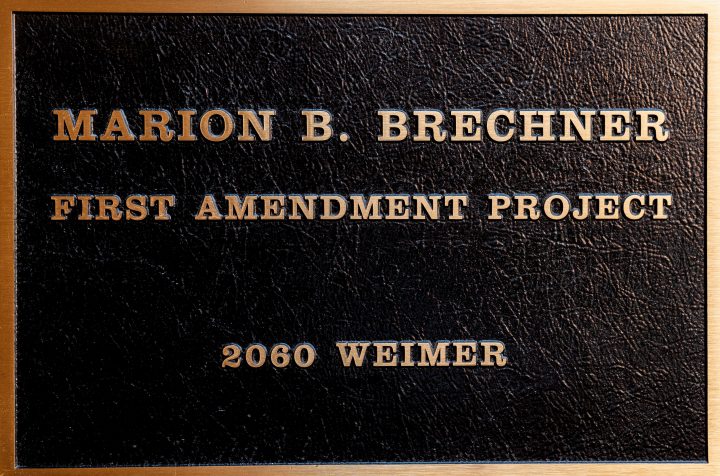 MARION B. BRECHNER
FIRST AMENDMENT PROJECT
2060 WEIMER